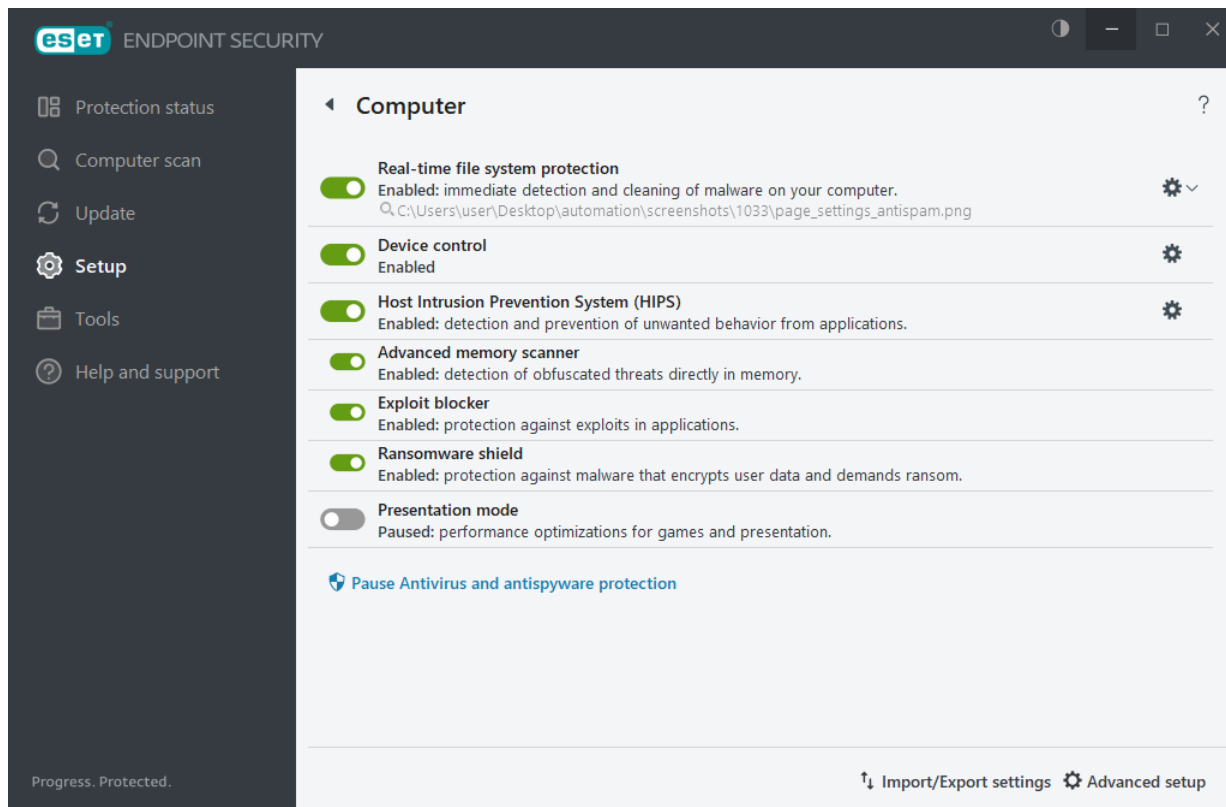 eset ENDPOINT SECURITY
Protection status
Computer scan
Update
Setup
Tools
Help and support
Progress. Protected.
Computer
?
Real-time file system protection
Enabled: immediate detection and cleaning of malware on your computer.
C:\Users\user\Desktop\automation\screenshots\1033\page_settings_antispam.png
Device control
Enabled
Host Intrusion Prevention System (HIPS)
Enabled: detection and prevention of unwanted behavior from applications.
Advanced memory scanner
Enabled: detection of obfuscated threats directly in memory.
Exploit blocker
Enabled: protection against exploits in applications.
Ransomware shield
Enabled: protection against malware that encrypts user data and demands ransom.
Presentation mode
Paused: performance optimizations for games and presentation.
Pause Antivirus and antispyware protection
Import/Export settings Advanced setup